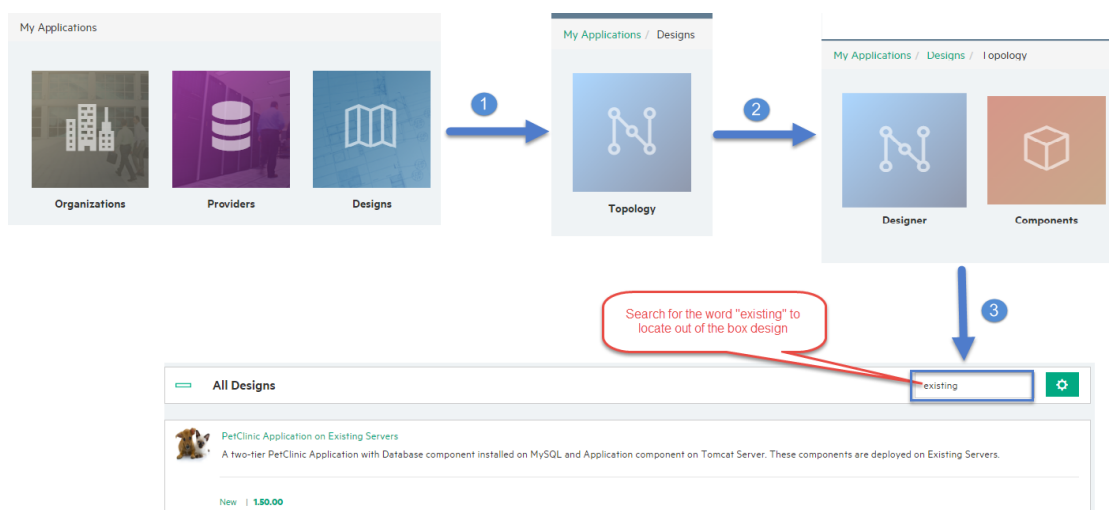 My Applications
Organizations
Providers
Designs
1
My Applications / Designs
Topology
2
My Applications / Designs / Topology
Designer
Components
3
Search for the word "existing" to
locate out of the box design
All Designs
existing
PetClinic Application on Existing Servers
A two-tier PetClinic Application with Database component installed on MySQL and Application component on Tomcat Server. These components are deployed on Existing Servers.
New | 1.50.00